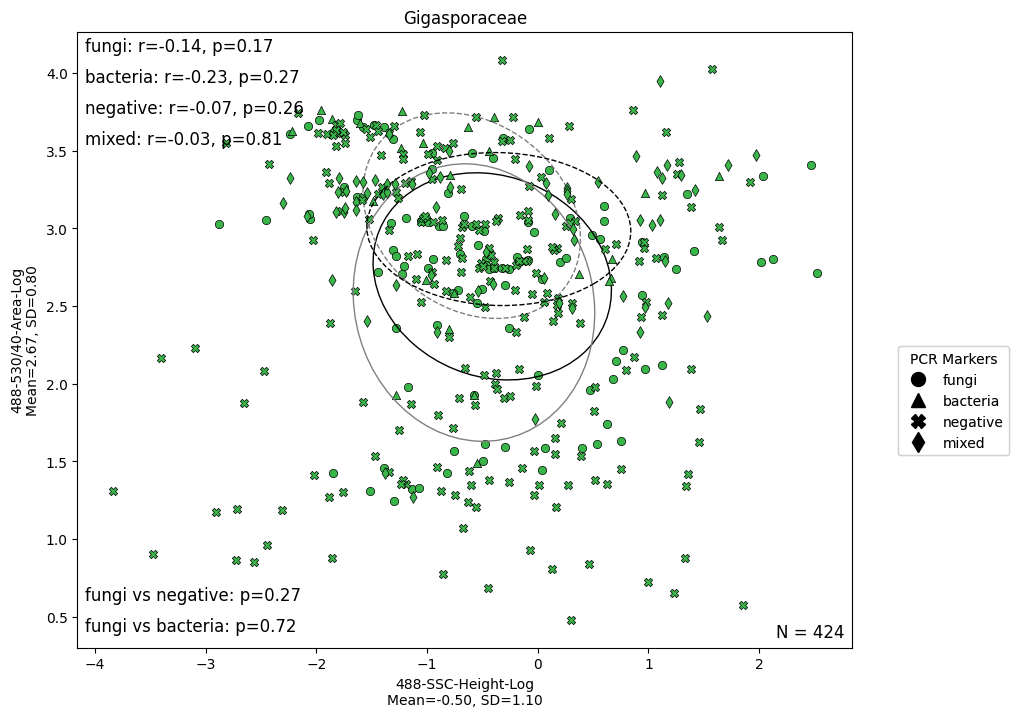 Gigasporaceae
fungi: r=-0.14, p=0.17
bacteria: r=-0.23, p=0.27
negative: r=-0.07, p=0.26
mixed: r=-0.03, p=0.81
4.0
3.5
3.0
2.5
2.0
1.5
1.0
0.5
488-530/40-Area-Log
Mean=2.67, SD=0.80
PCR Markers
fungi
bacteria
negative
mixed
fungi vs negative: p=0.27
fungi vs bacteria: p=0.72
N = 424
−4
−3
−2
−1
0
1
2
488-SSC-Height-Log
Mean=-0.50, SD=1.10